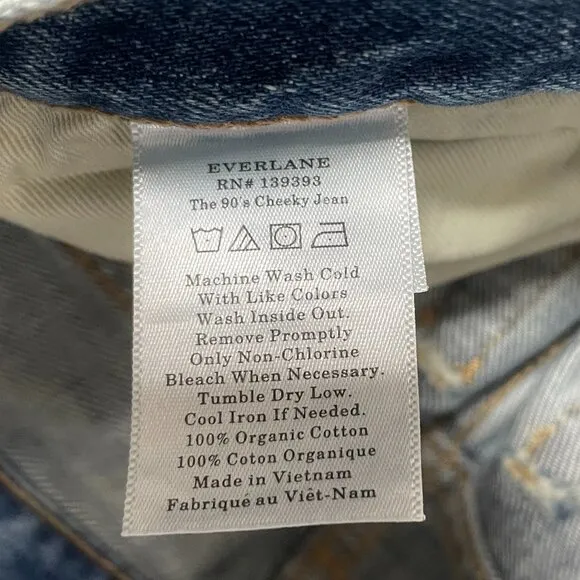 EVERLANE
RN# 139393
The 90's Cheeky Jean
Machine Wash Cold
With Like Colors
Wash Inside Out.
Remove Promptly
Only Non-Chlorine
Bleach When Necessary.
Tumble Dry Low.
Cool Iron If Needed.
100% Organic Cotton
100% Coton Organique
Made in Vietnam
Fabriqué au Viêt-Nam